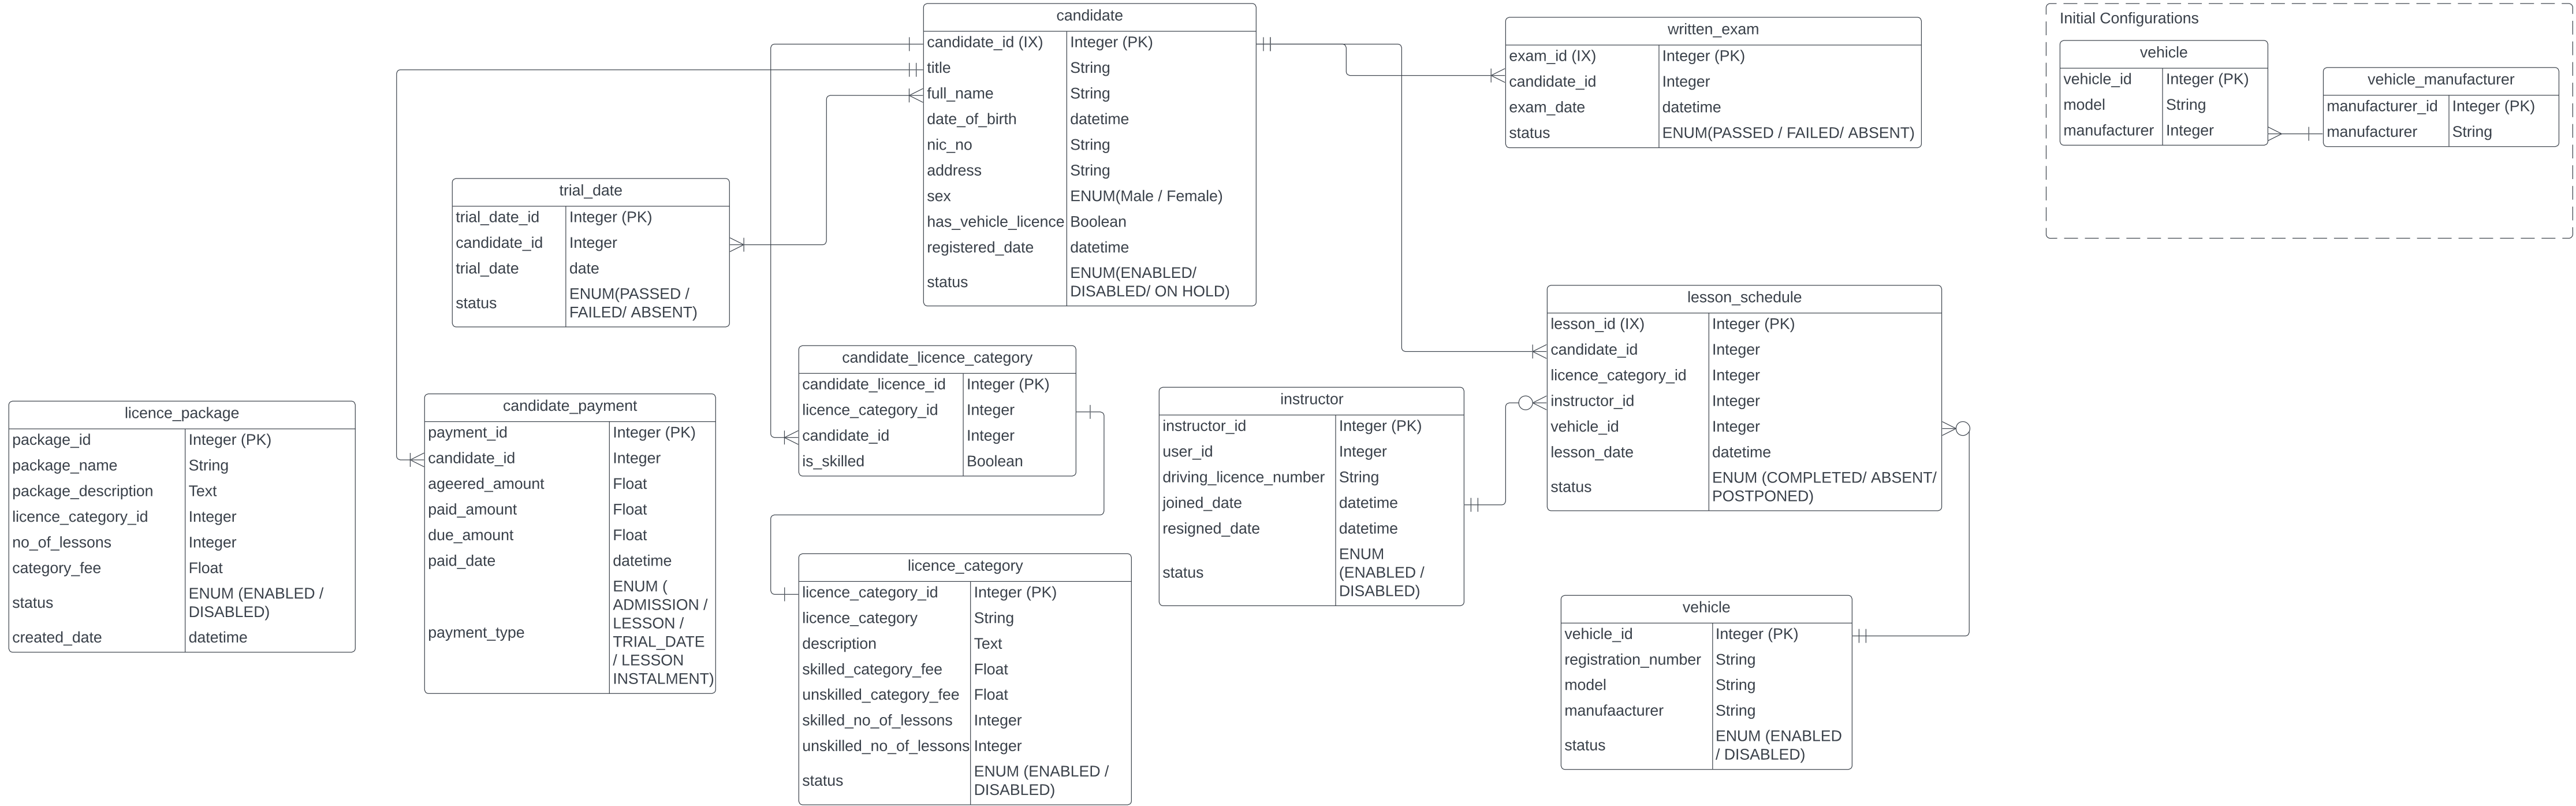 candidate
candidate_id (IX) Integer (PK)
title String
full_name String
date_of_birth datetime
nic_no String
address String
sex ENUM(Male / Female)
has_vehicle_licence Boolean
registered_date datetime
status ENUM(ENABLED/
DISABLED/ ON HOLD)
written_exam
exam_id (IX) Integer (PK)
candidate_id Integer
exam_date datetime
status ENUM(PASSED / FAILED/ ABSENT)
Initial Configurations
vehicle
vehicle_id Integer (PK)
model String
manufacturer Integer
vehicle_manufacturer
manufacturer_id Integer (PK)
manufacturer String
trial_date
trial_date_id Integer (PK)
candidate_id Integer
trial_date date
status ENUM(PASSED /
FAILED/ ABSENT)
lesson_schedule
lesson_id (IX) Integer (PK)
candidate_id Integer
licence_category_id Integer
instructor_id Integer
vehicle_id Integer
lesson_date datetime
status ENUM (COMPLETED/ ABSENT/
POSTPONED)
candidate_licence_category
candidate_licence_id Integer (PK)
licence_category_id Integer
candidate_id Integer
is_skilled Boolean
instructor
instructor_id Integer (PK)
user_id Integer
driving_licence_number String
joined_date datetime
resigned_date datetime
status ENUM
(ENABLED /
DISABLED)
licence_package
package_id Integer (PK)
package_name String
package_description Text
licence_category_id Integer
no_of_lessons Integer
category_fee Float
status ENUM (ENABLED /
DISABLED)
created_date datetime
candidate_payment
payment_id Integer (PK)
candidate_id Integer
ageered_amount Float
paid_amount Float
due_amount Float
paid_date datetime
payment_type ENUM (
ADMISSION /
LESSON /
TRIAL_DATE
/ LESSON
INSTALMENT)
licence_category
licence_category_id Integer (PK)
licence_category String
description Text
skilled_category_fee Float
unskilled_category_fee Float
skilled_no_of_lessons Integer
unskilled_no_of_lessons Integer
status ENUM (ENABLED /
DISABLED)
vehicle
vehicle_id Integer (PK)
registration_number String
model String
manufaacturer String
status ENUM (ENABLED
/ DISABLED)